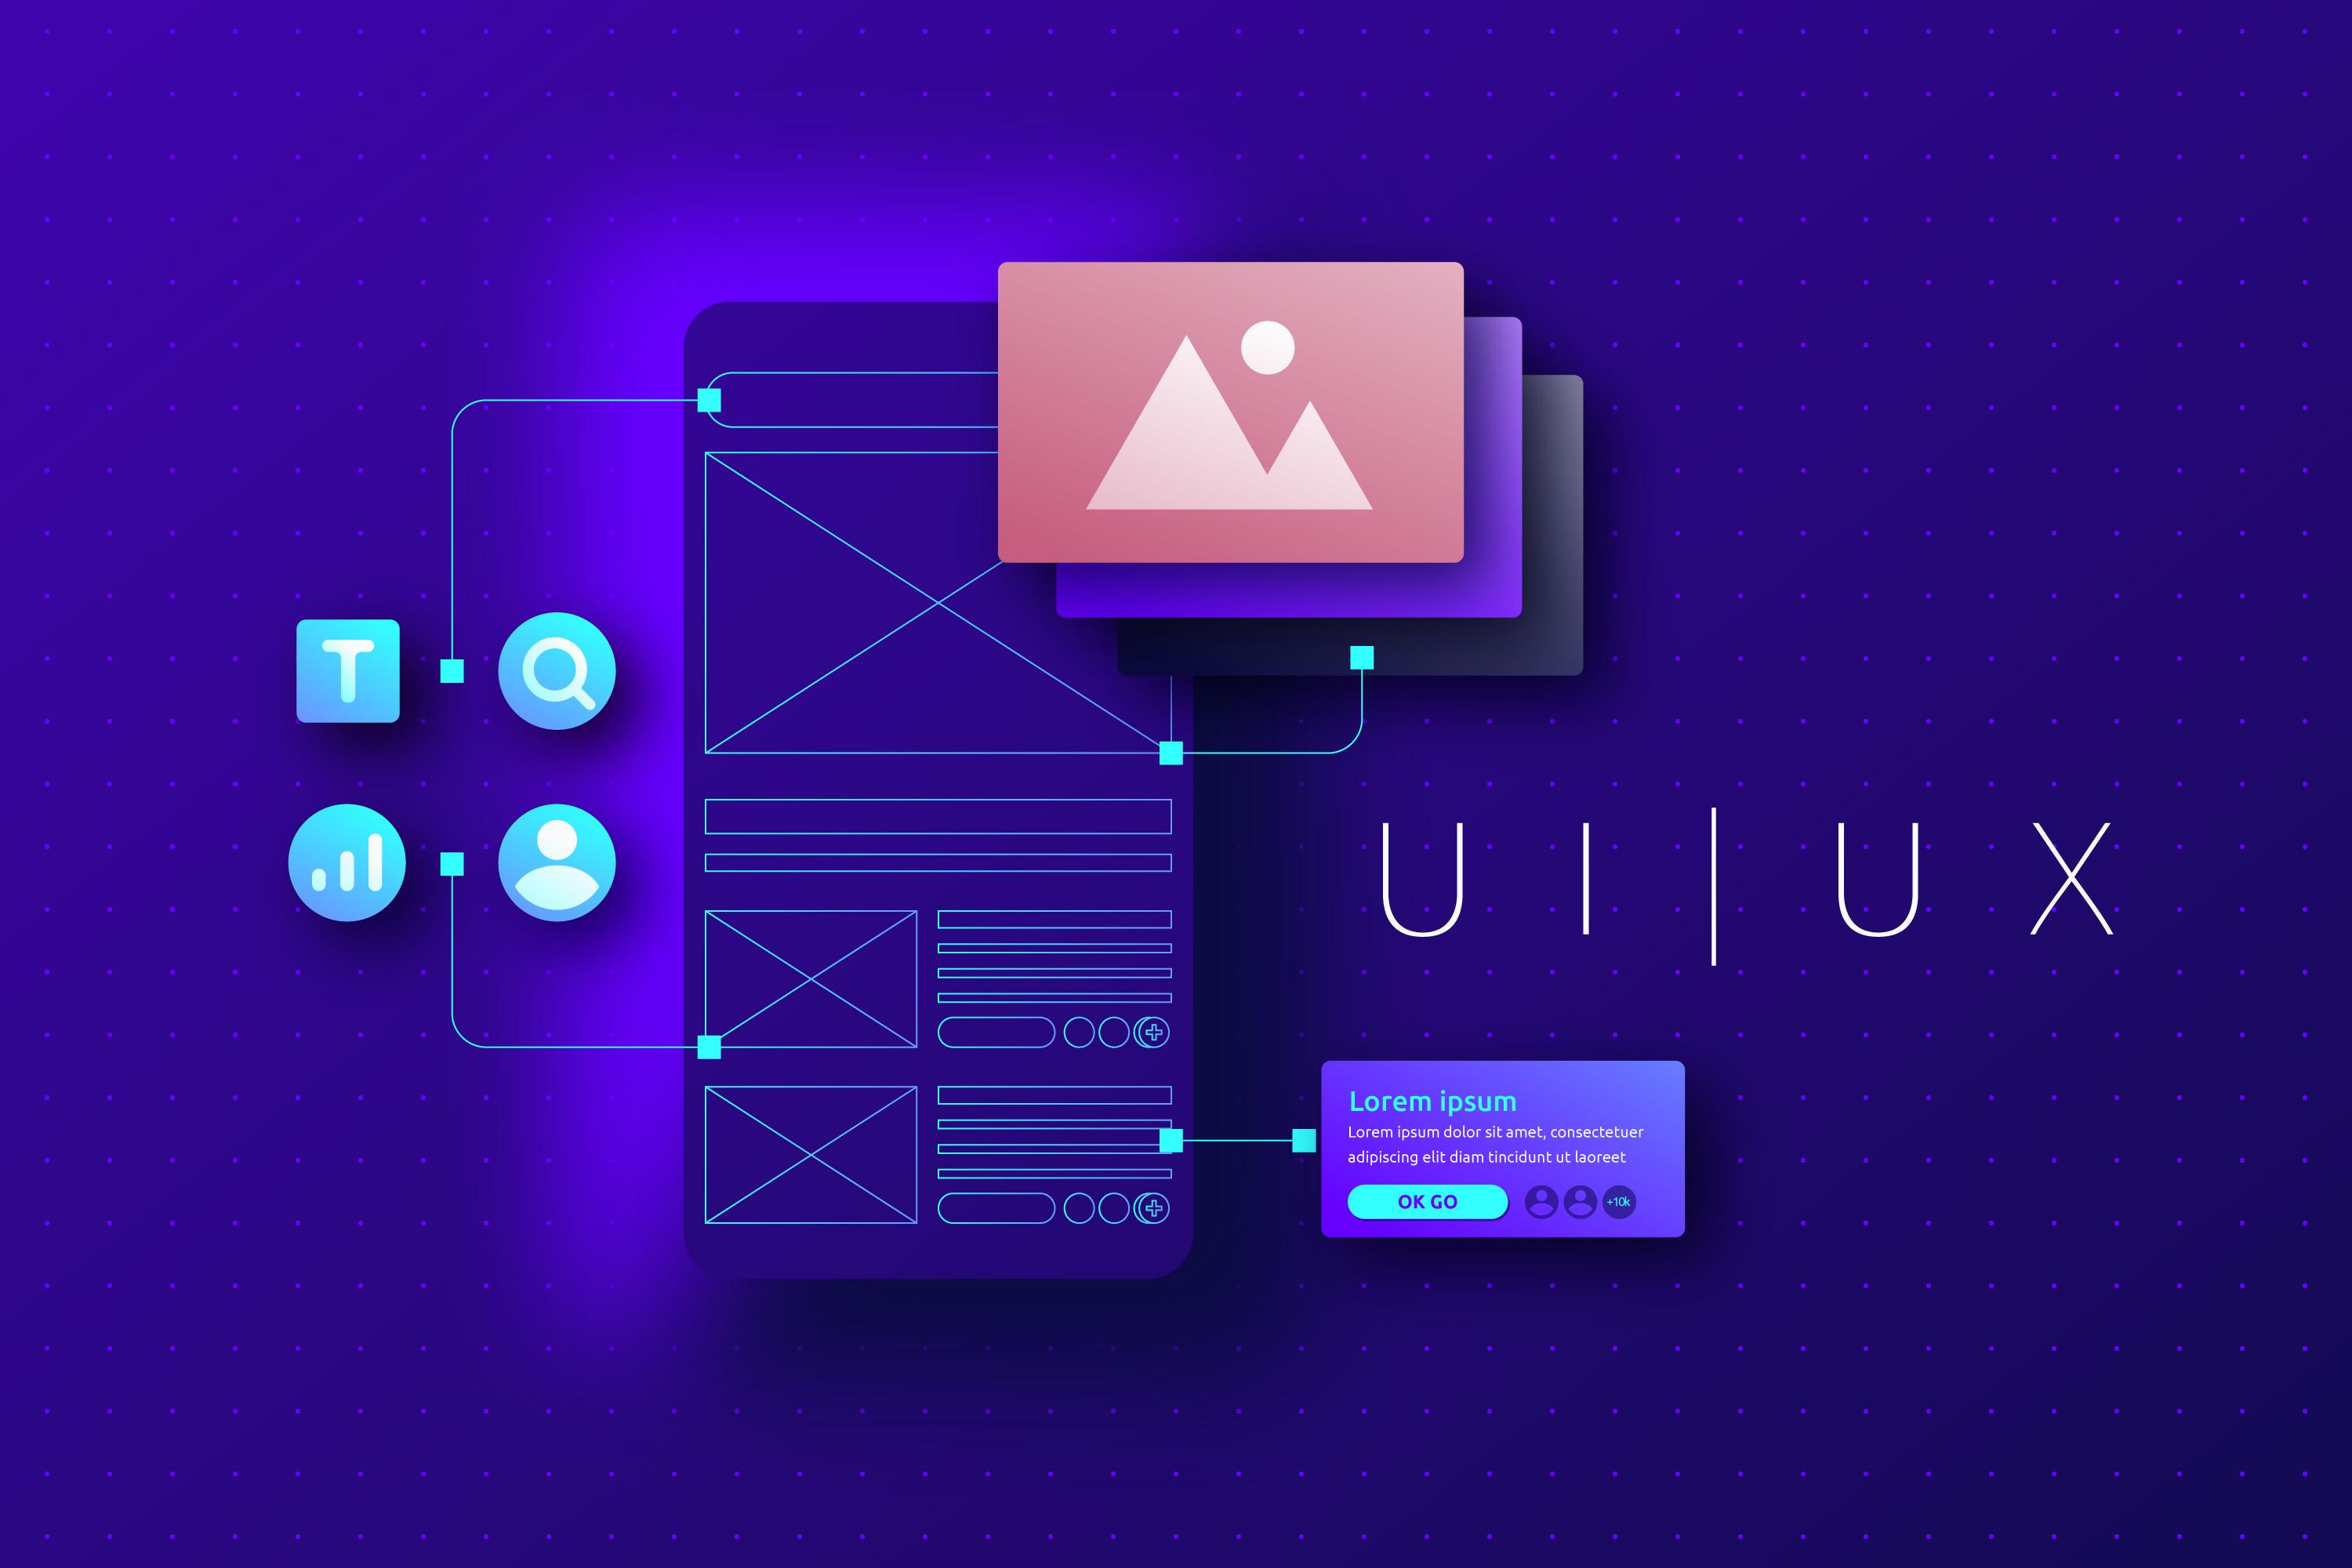 T
UI|UX
Lorem ipsum
Lorem ipsum dolor sit amet, consectetuer
adipiscing elit diam tincidunt ut laoreet
OK GO
+10k